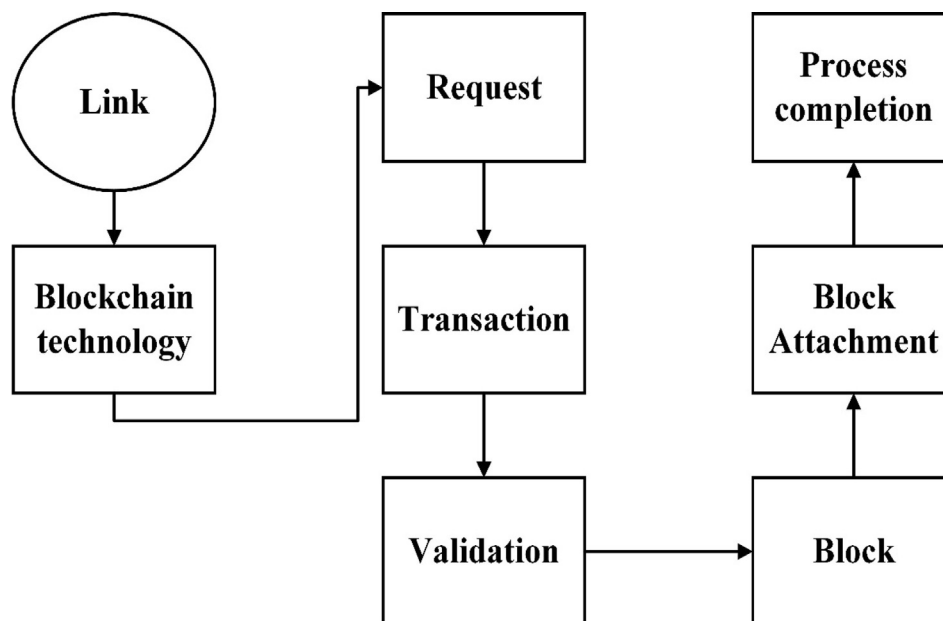 Link
Blockchain
technology
Request
Transaction
Validation
Block
Block
Attachment
Process
completion